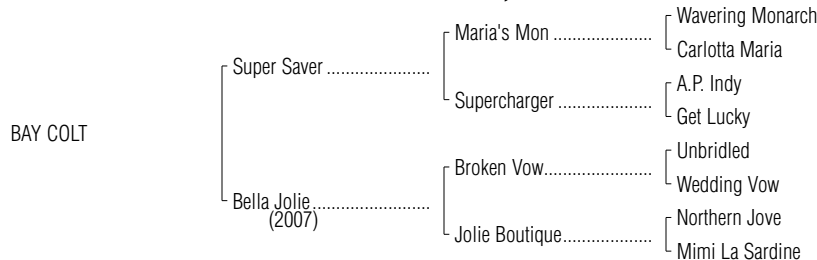 Wavering Monarch
Maria's Mon ....................
Carlotta Maria
Super Saver .....................
A.P. Indy
Supercharger ...................
Get Lucky
BAY COLT
Unbridled
Broken Vow.....................
Wedding Vow
Bella Jolie........................
(2007)
Northern Jove
Jolie Boutique..................
Mimi La Sardine